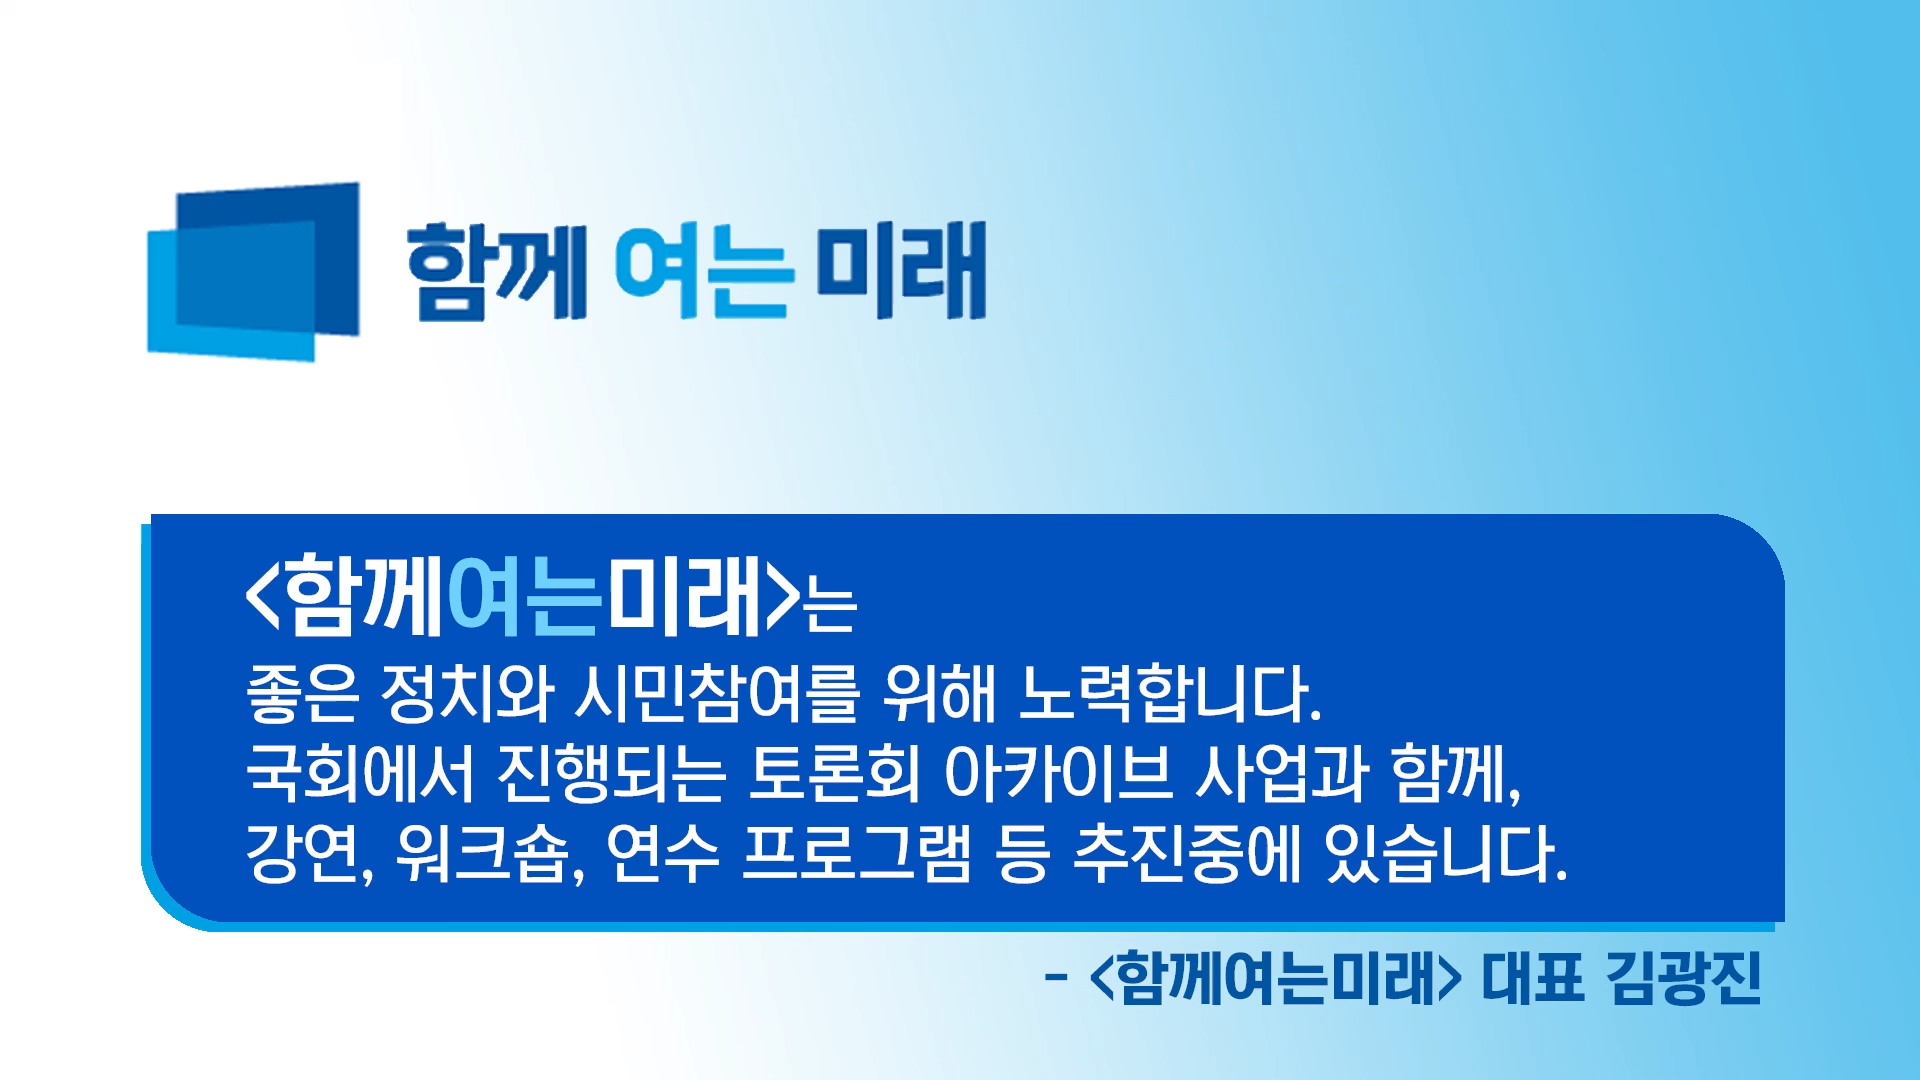 함께 여는 미래
<함께여는미래>는
좋은 정치와 시민참여를 위해 노력합니다.
국회에서 진행되는 토론회 아카이브 사업과 함께,
강연, 워크숍, 연수 프로그램 등 추진중에 있습니다.
- <함께여는미래> 대표 김광진